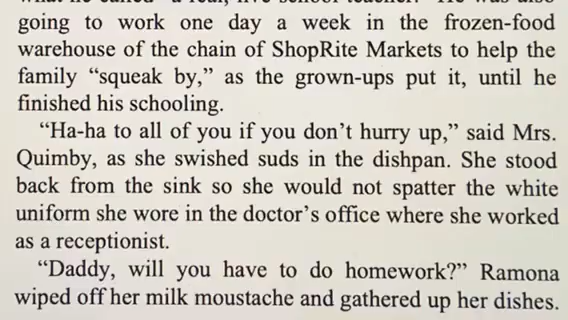 going to work one day a week in the frozen-food
warehouse of the chain of ShopRite Markets to help the
family “squeak by,” as the grown-ups put it, until he
finished his schooling.
“Ha-ha to all of you if you don’t hurry up,” said Mrs.
Quimby, as she swished suds in the dishpan. She stood
back from the sink so she would not spatter the white
uniform she wore in the doctor’s office where she worked
as a receptionist.
“Daddy, will you have to do homework?” Ramona
wiped off her milk moustache and gathered up her dishes.